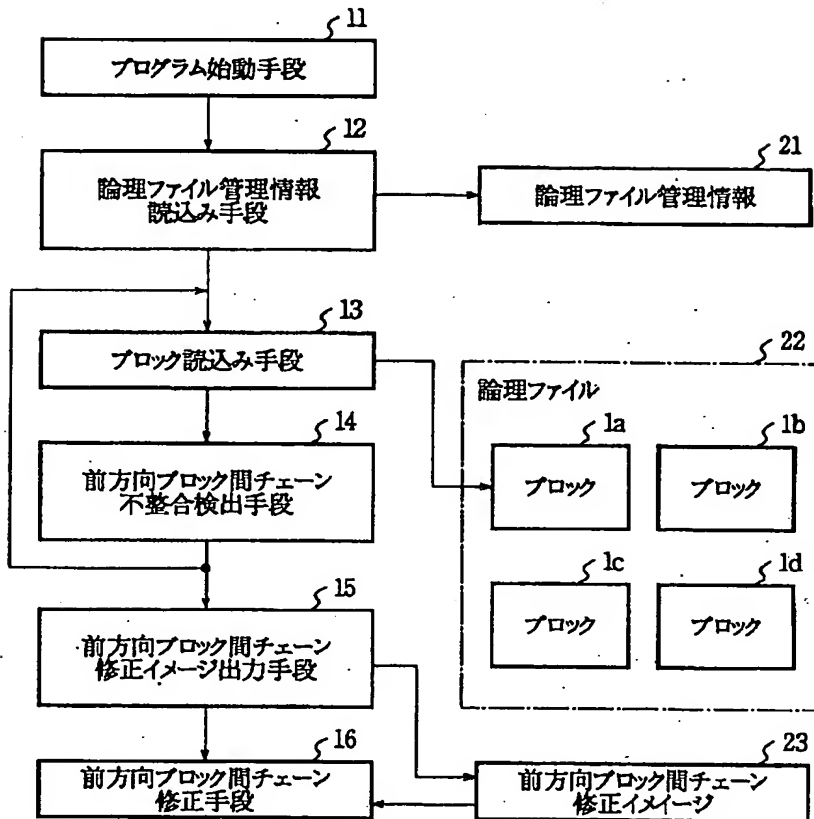 11
プログラム始動手段
12
論理ファイル管理情報
読込み手段
21
論理ファイル管理情報
13
ブロック読込み手段
22
論理ファイル
1a
ブロック
1b
ブロック
1c
ブロック
1d
ブロック
14
前方向ブロック間チェーン
不整合検出手段
15
前方向ブロック間チェーン
修正イメージ出力手段
16
前方向ブロック間チェーン
修正手段
23
前方向ブロック間チェーン
修正イメイージ